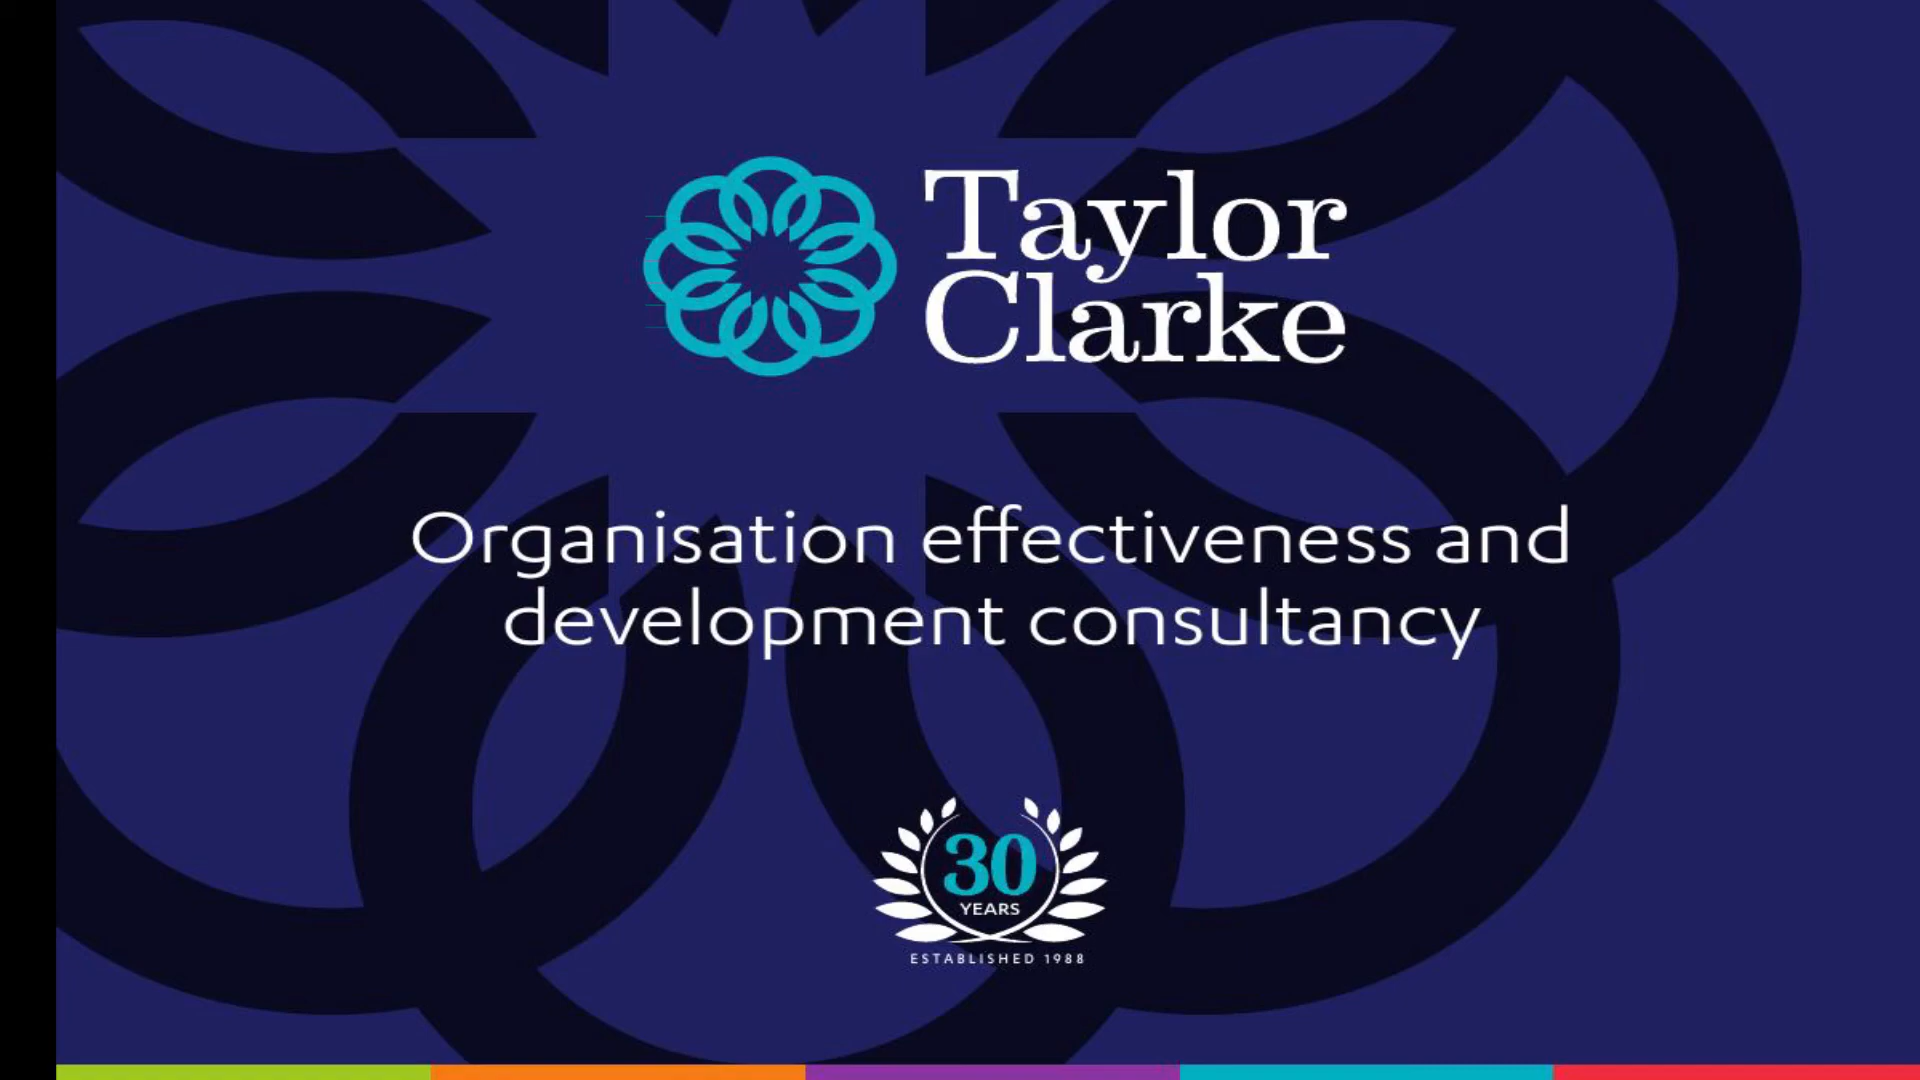 Taylor
Clarke
Organisation effectiveness and
development consultancy
30
YEARS
ESTABLISHED 1988